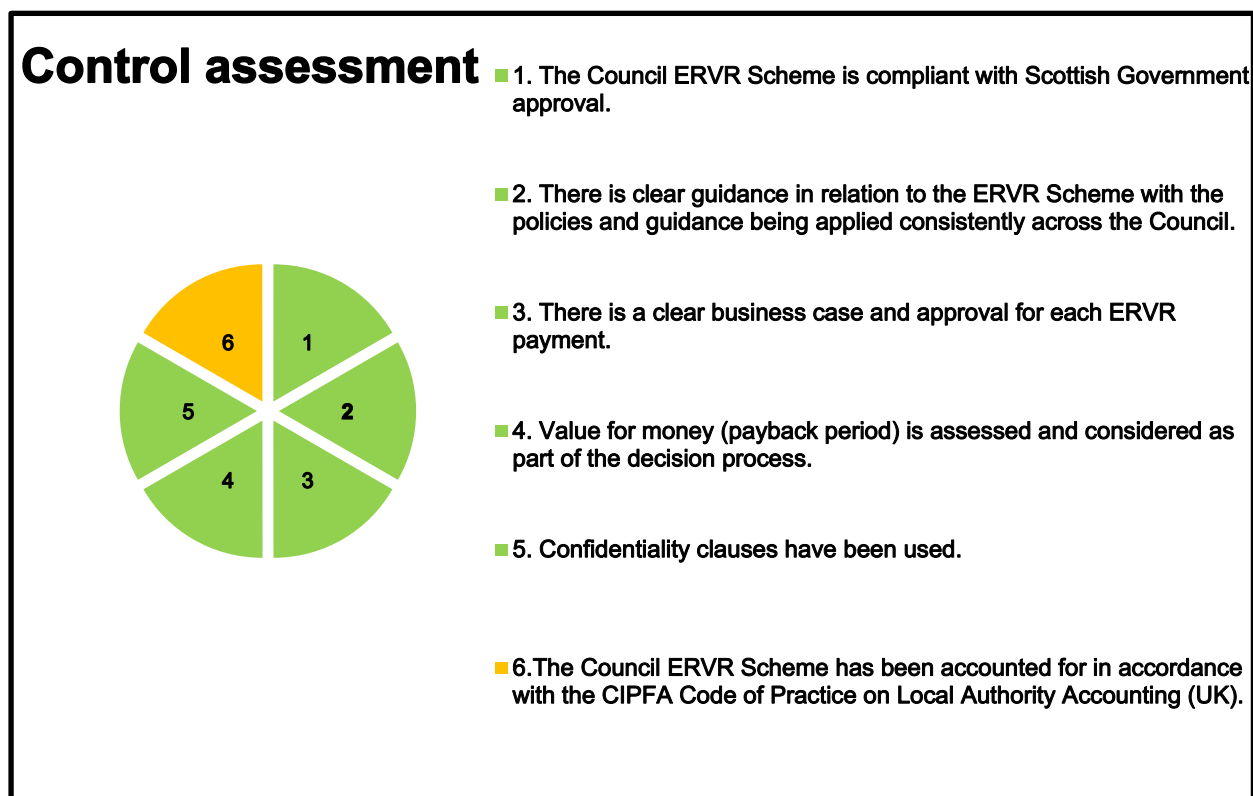 Control assessment
1. The Council ERVR Scheme is compliant with Scottish Government
approval.
2. There is clear guidance in relation to the ERVR Scheme with the
policies and guidance being applied consistently across the Council.
3. There is a clear business case and approval for each ERVR
payment.
4. Value for money (payback period) is assessed and considered as
part of the decision process.
5. Confidentiality clauses have been used.
6.The Council ERVR Scheme has been accounted for in accordance
with the CIPFA Code of Practice on Local Authority Accounting (UK).
6
1
5
2
4
3